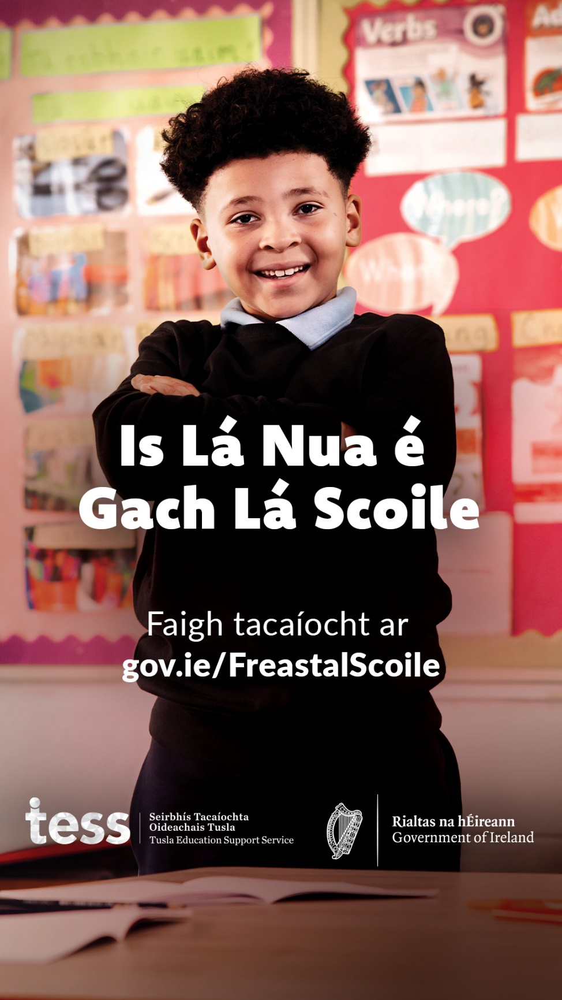 Verbs
Where?
Is Lá Nua é
Gach Lá Scoile
Faigh tacaíocht ar
gov.ie/FreastalScoile
tess
Seirbhís Tacaíochta
Oideachais Tusla
Tusla Education Support Service
Rialtas na hÉireann
Government of Ireland